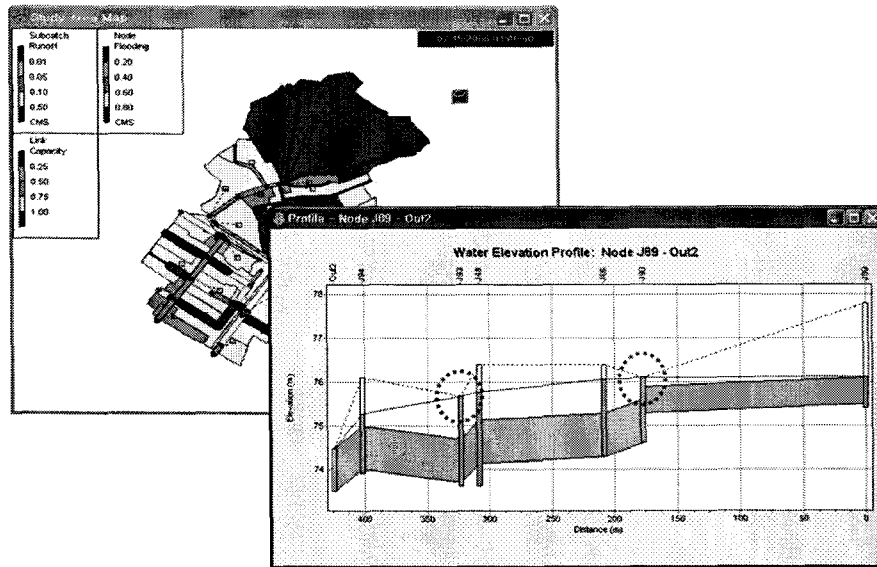 Study Area Map
Subcatch
Runoff
0.01
0.05
0.10
0.50
CMS
Node
Flooding
0.20
0.40
0.60
0.80
CMS
Link
Capacity
0.25
0.50
0.75
1.00
Profile - Node J89 - Out2
Water Elevation Profile: Node J89 - Out2
Out2
J89
78
77
76
75
74
Elevation (m)
400
350
300
250
200
150
100
50
0
Distance (m)